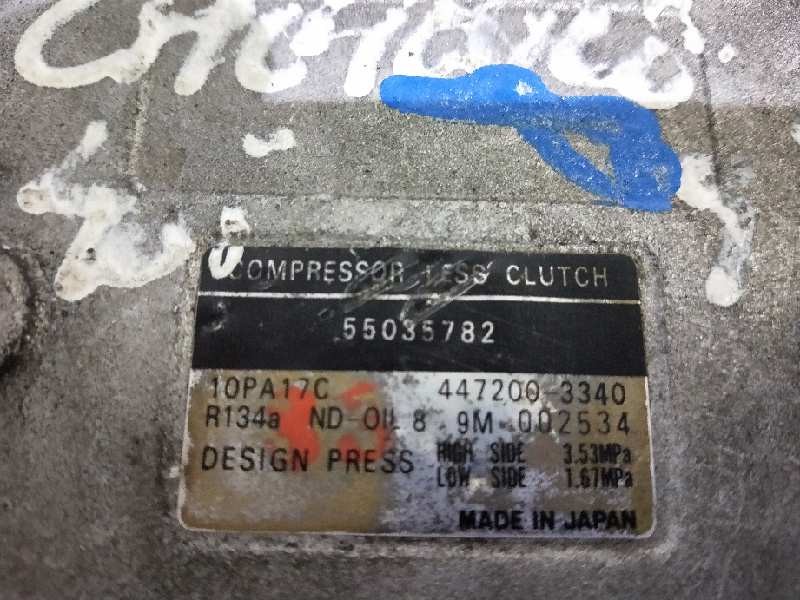 COMPRESSOR LESS CLUTCH
55035782
10PA17C 447200-3340
R134a ND-OIL 8 9M 002534
DESIGN PRESS HIGH SIDE 3.53MPa
LOW SIDE 1.67MPa
MADE IN JAPAN